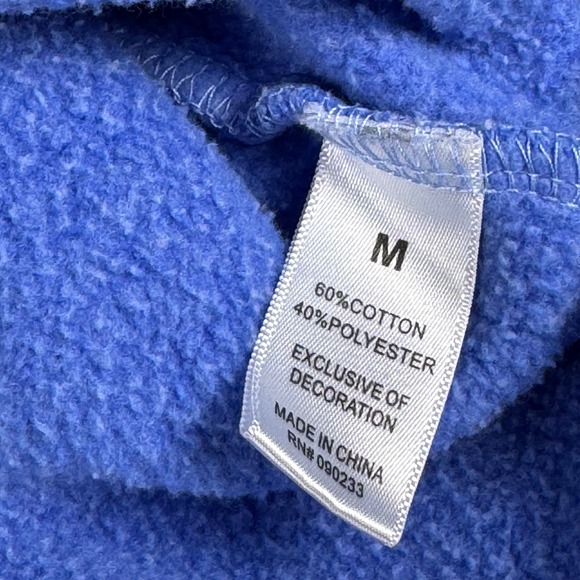 M
60%COTTON
40%POLYESTER
EXCLUSIVE OF
DECORATION
MADE IN CHINA
RN# 090233